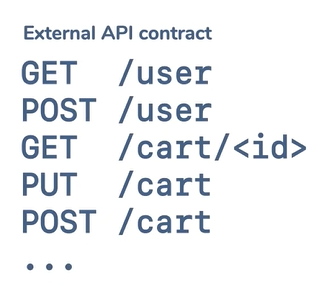 External API contract
GET /user
POST /user
GET /cart/<id>
PUT /cart
POST /cart
...